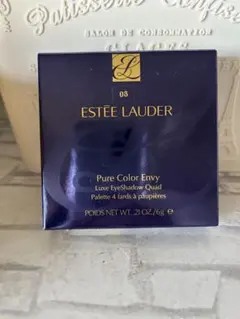 Patisserie Confise
SALON DE CONSOMMATION
03
ESTĒE LAUDER
Pure Color Envy
Luxe EyeShadow Quad
Palette 4 fards à paupières
POIDS NET WT. .21 OZ./6g ℮